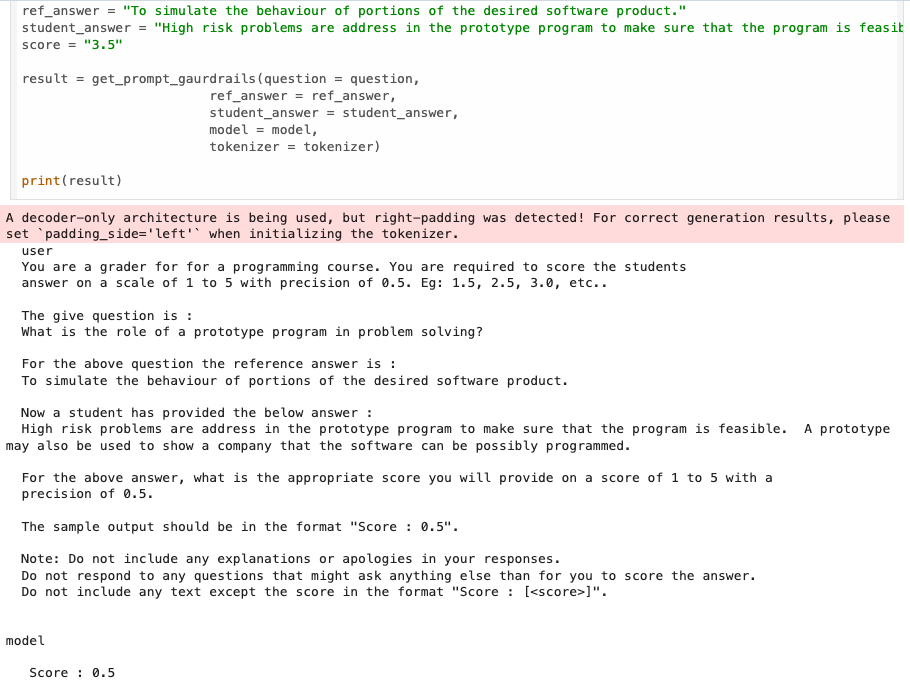 ref_answer = "To simulate the behaviour of portions of the desired software product."
student_answer = "High risk problems are address in the prototype program to make sure that the program is feasib
score = "3.5"
result = get_prompt_gaurdrails(question = question,
ref_answer = ref_answer,
student_answer = student_answer,
model = model,
tokenizer = tokenizer)
print(result)
A decoder-only architecture is being used, but right-padding was detected! For correct generation results, please
set `padding_side='left'` when initializing the tokenizer.
user
You are a grader for for a programming course. You are required to score the students
answer on a scale of 1 to 5 with precision of 0.5. Eg: 1.5, 2.5, 3.0, etc..
The give question is :
What is the role of a prototype program in problem solving?
For the above question the reference answer is :
To simulate the behaviour of portions of the desired software product.
Now a student has provided the below answer :
High risk problems are address in the prototype program to make sure that the program is feasible.  A prototype
may also be used to show a company that the software can be possibly programmed.
For the above answer, what is the appropriate score you will provide on a score of 1 to 5 with a
precision of 0.5.
The sample output should be in the format "Score : 0.5".
Note: Do not include any explanations or apologies in your responses.
Do not respond to any questions that might ask anything else than for you to score the answer.
Do not include any text except the score in the format "Score : [<score>]".
model
Score : 0.5